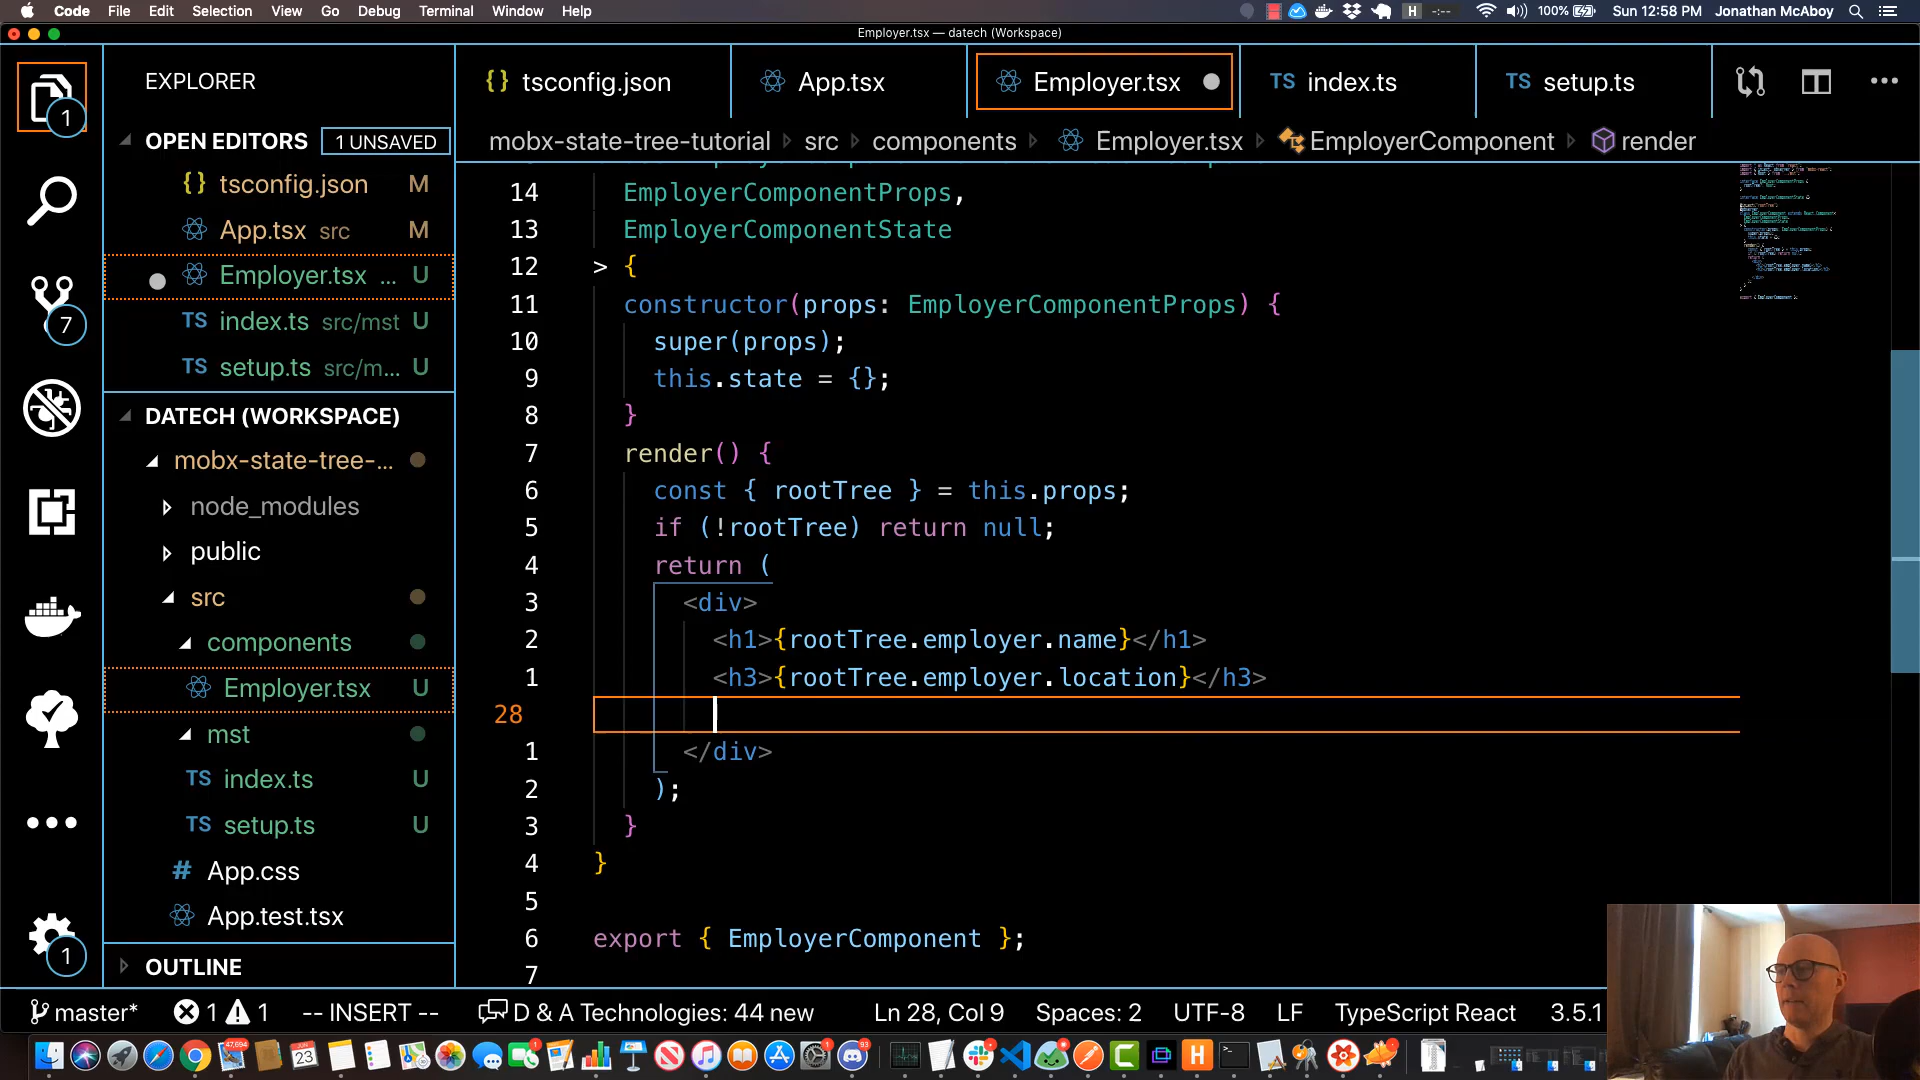 Code File Edit Selection View Go Debug Terminal Window Help
100% Sun 12:58 PM Jonathan McAboy
Employer.tsx — datech (Workspace)
EXPLORER
1
OPEN EDITORS 1 UNSAVED
{} tsconfig.json M
App.tsx src M
Employer.tsx ... U
TS index.ts src/mst U
TS setup.ts src/m... U
7
DATECH (WORKSPACE)
mobx-state-tree-...
node_modules
public
src
components
Employer.tsx U
mst
TS index.ts U
TS setup.ts U
# App.css
App.test.tsx
1
OUTLINE
{} tsconfig.json
App.tsx
Employer.tsx
TS index.ts
TS setup.ts
mobx-state-tree-tutorial src components Employer.tsx EmployerComponent render
14 EmployerComponentProps,
13 EmployerComponentState
12 > {
11 constructor(props: EmployerComponentProps) {
10 super(props);
9 this.state = {};
8 }
7 render() {
6 const { rootTree } = this.props;
5 if (!rootTree) return null;
4 return (
3 <div>
2 <h1>{rootTree.employer.name}</h1>
1 <h3>{rootTree.employer.location}</h3>
28
1 </div>
2 );
3 }
4 }
5
6 export { EmployerComponent };
7
master* 1 1 -- INSERT -- D & A Technologies: 44 new Ln 28, Col 9 Spaces: 2 UTF-8 LF TypeScript React 3.5.1